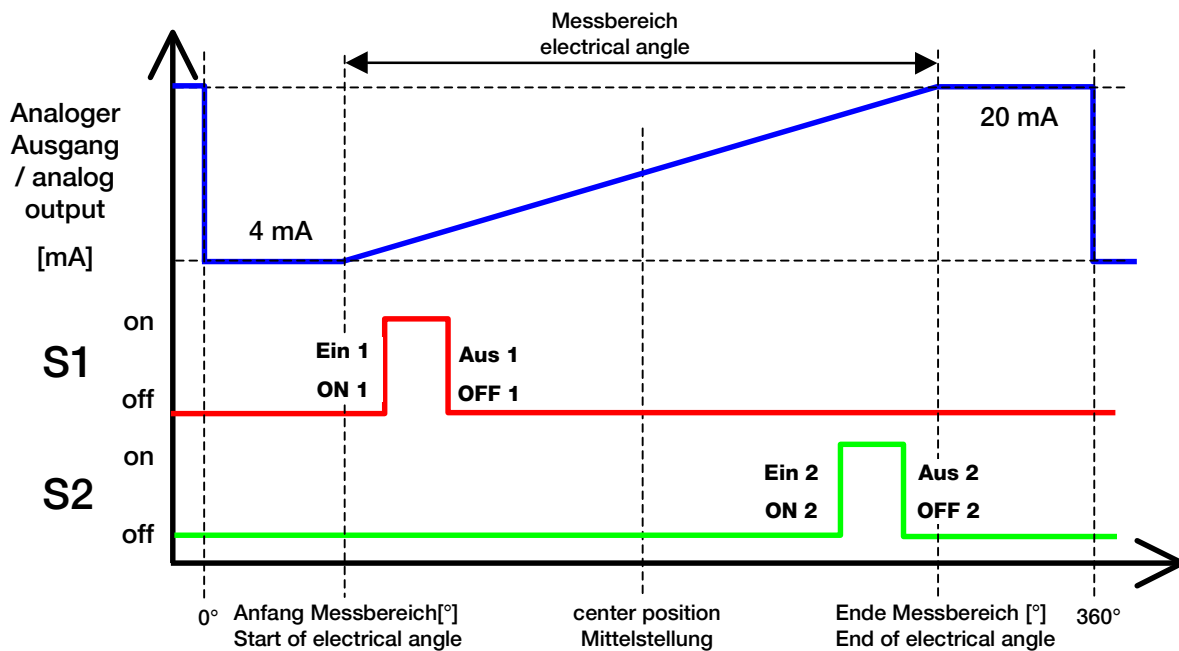 Messbereich
electrical angle
Analoger
Ausgang
/ analog
output
[mA]
4 mA
20 mA
on
S1
off
Ein 1
ON 1
Aus 1
OFF 1
on
S2
off
Ein 2
ON 2
Aus 2
OFF 2
0°
Anfang Messbereich[°]
Start of electrical angle
center position
Mittelstellung
Ende Messbereich [°]
End of electrical angle
360°